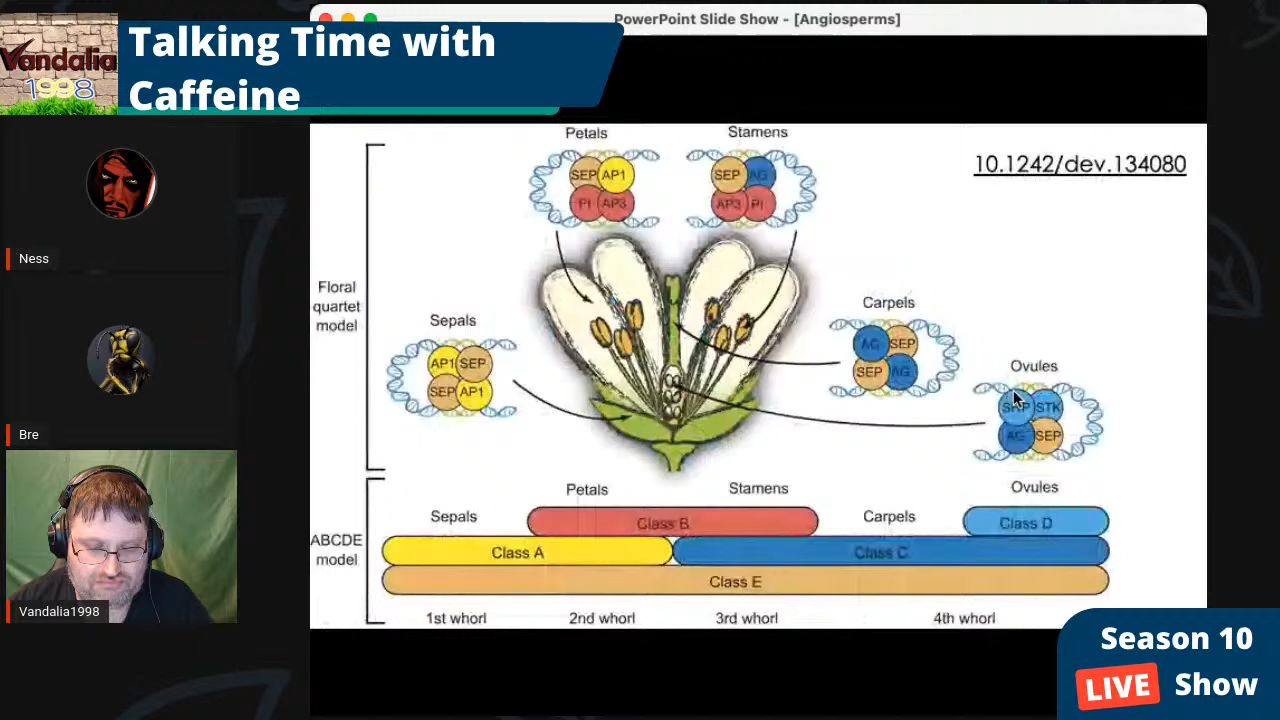 PowerPoint Slide Show - [Angiosperms]
Vandalia
1998
Talking Time with
Caffeine
Ness
Bre
Vandalia1998
10.1242/dev.134080
Petals
SEP AP1
PI AP3
Stamens
SEP AG
AP3 PI
Floral
quartet
model
Sepals
AP1 SEP
SEP AP1
Carpels
AG SEP
SEP AG
Ovules
SHP STK
AG SEP
ABCDE
model
Sepals
Petals
Stamens
Carpels
Ovules
Class B
Class D
Class A
Class C
Class E
1st whorl
2nd whorl
3rd whorl
4th whorl
Season 10
LIVE Show